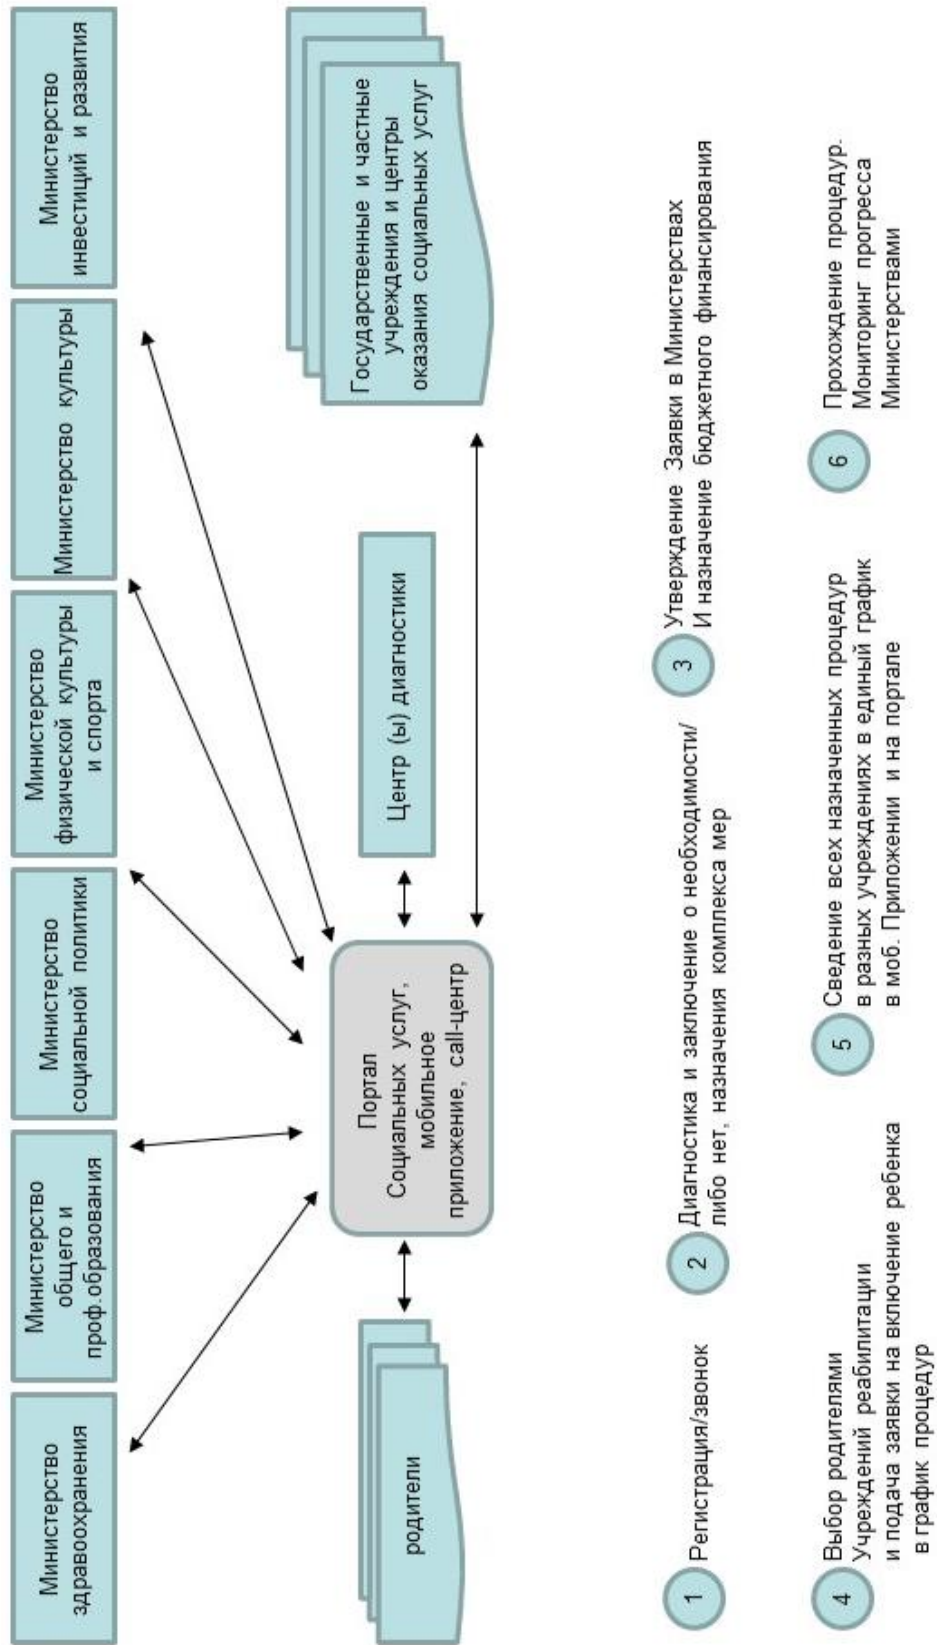 Министерство
здравоохранения
Министерство
общего и
проф.образования
Министерство
социальной политики
Министерство
физической культуры
и спорта
Министерство культуры
Министерство
инвестиций и развития
родители
Портал
Социальных услуг,
мобильное
приложение, call-центр
Центр (ы) диагностики
Государственные и частные
учреждения и центры
оказания социальных услуг
1
Регистрация/звонок
2
Диагностика и заключение о необходимости/
либо нет, назначения комплекса мер
3
Утверждение Заявки в Министерствах
И назначение бюджетного финансирования
4
Выбор родителями
Учреждений реабилитации
и подача заявки на включение ребенка
в график процедур
5
Сведение всех назначенных процедур
в разных учреждениях в единый график
в моб. Приложении и на портале
6
Прохождение процедур.
Мониторинг прогресса
Министерствами